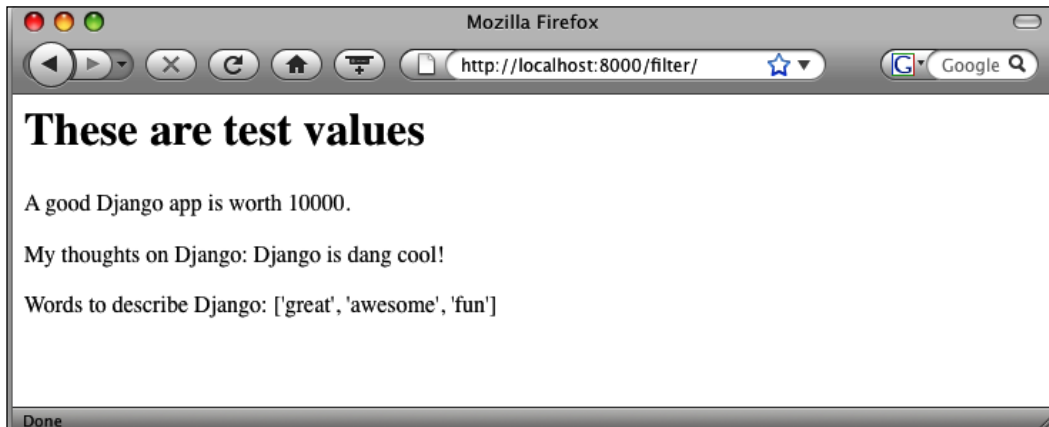 Mozilla Firefox
http://localhost:8000/filter/
G Google
These are test values
A good Django app is worth 10000.
My thoughts on Django: Django is dang cool!
Words to describe Django: ['great', 'awesome', 'fun']
Done